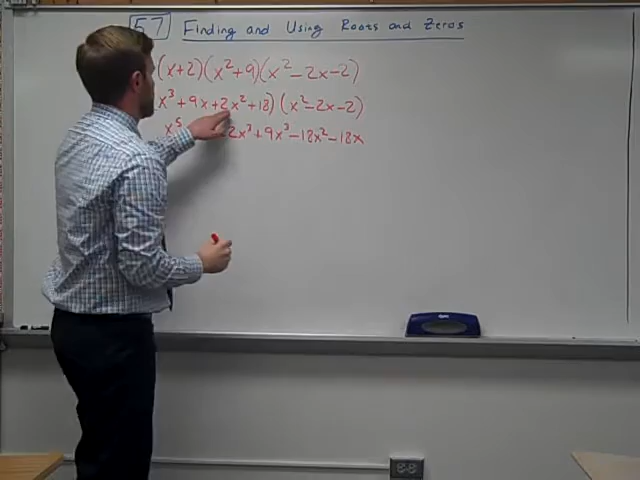 5.7 Finding and Using Roots and Zeros
(x+2)(x²+9)(x²-2x-2)
x³+9x+2x²+18)(x²-2x-2)
x⁵ 2x³+9x³-18x²-18x